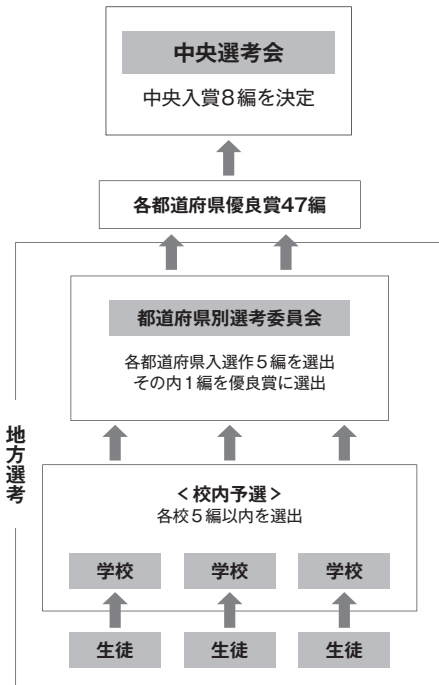 中央選考会
中央入賞8編を決定
各都道府県優良賞47編
都道府県別選考委員会
各都道府県入選作5編を選出
その内1編を優良賞に選出
地方選考
<校内予選>
各校5編以内を選出
学校 学校 学校
生徒 生徒 生徒